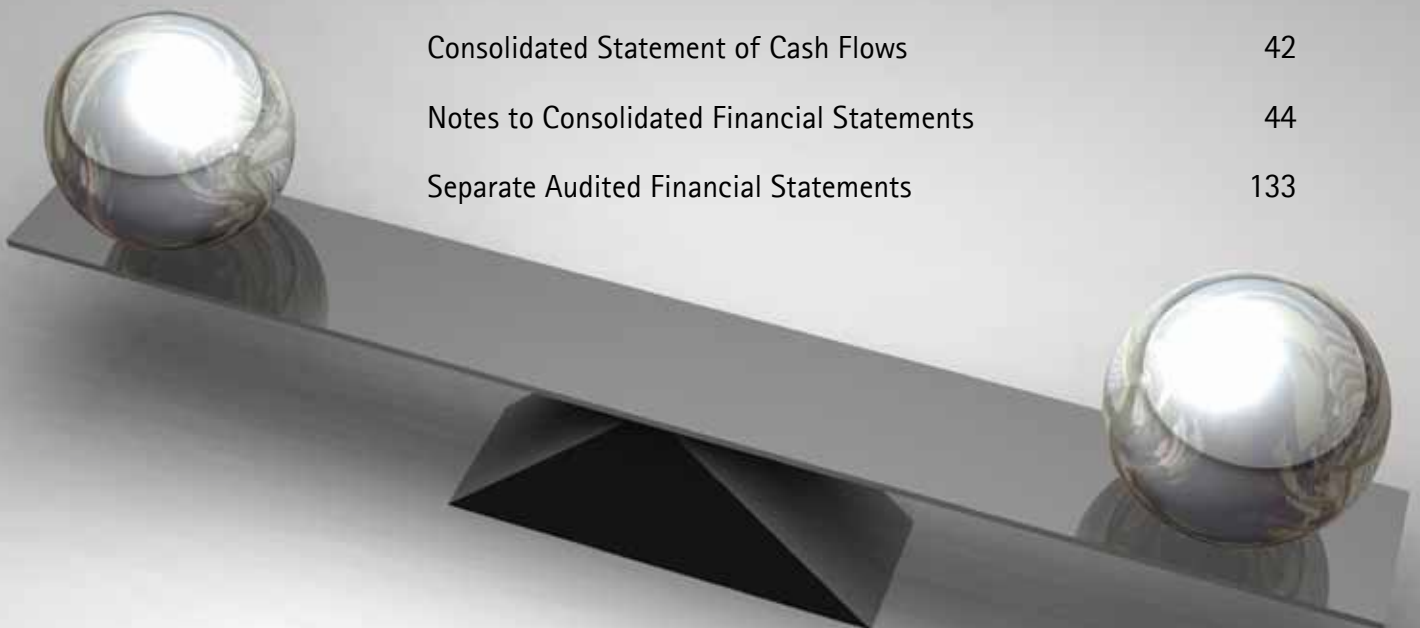 Consolidated Statement of Cash Flows 42
Notes to Consolidated Financial Statements 44
Separate Audited Financial Statements 133